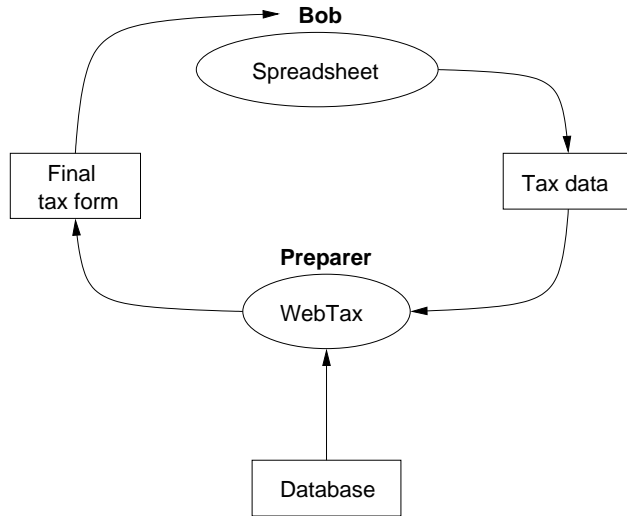 Bob
Spreadsheet
Final
tax form
Tax data
Preparer
WebTax
Database